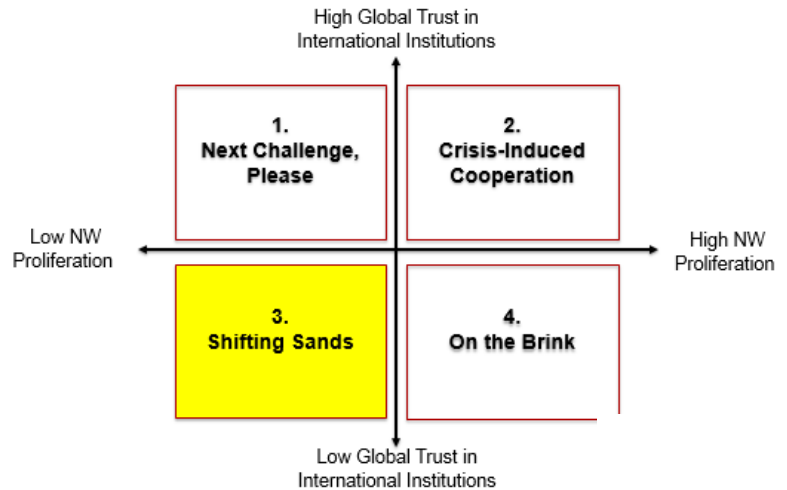 High Global Trust in
International Institutions
1.
Next Challenge,
Please
2.
Crisis-Induced
Cooperation
Low NW
Proliferation
High NW
Proliferation
3.
Shifting Sands
4.
On the Brink
Low Global Trust in
International Institutions